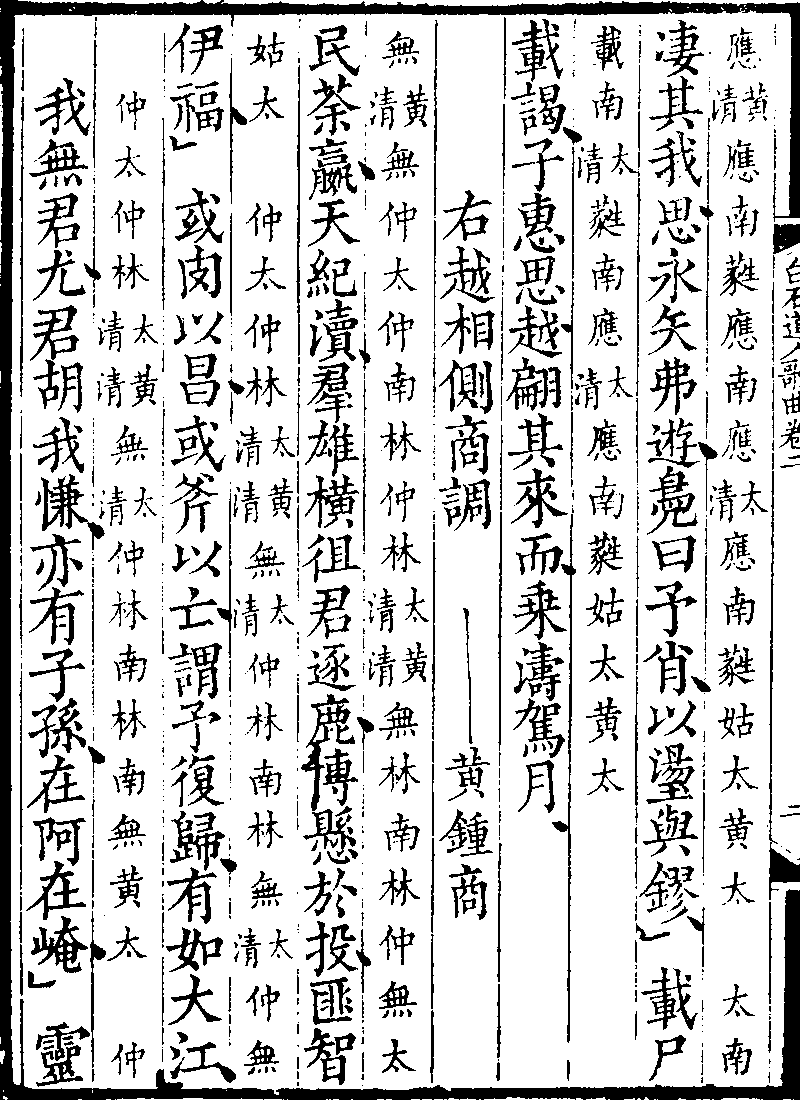 應黃清應南蕤應南應太清應南蕤姑太黃太　太南
凄其我思、永矢弗遊、㲋曰予肖、以盪與鏐、」載尸
載南太清蕤南應太清應南蕤姑太黃太
載謁、子惠思越、翩其來而、乗濤駕月、
右越相側商調　——黃鍾商
無黃清無仲太仲南林仲林太清黃清無林南林仲無太
民荼嬴、天紀瀆、羣雄橫徂君逐鹿、博懸於投、匪智
姑太　仲太仲林太清黃清無太清仲林南林無太清仲無
伊福、」或肉以昌、或斧以亡、謂予復歸、有如大江、」
仲太仲林太清黃清無太清仲林南林南無黃太　仲
我無君尤、君胡我慊、亦有子孫、在阿在崦、」靈
白石道人歌曲卷二　二